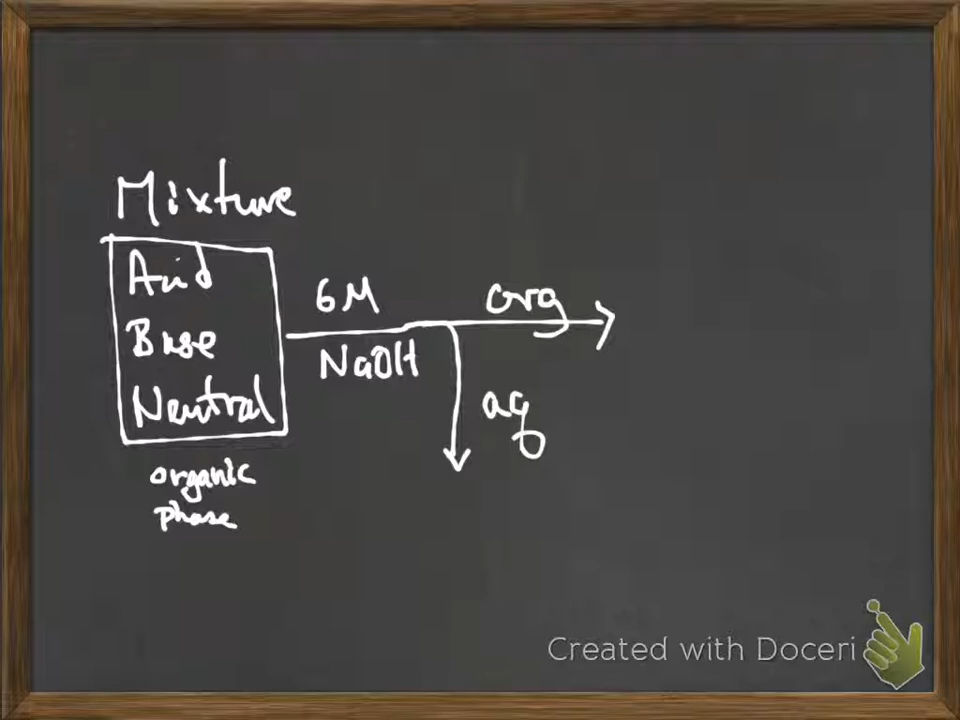 Mixture
Acid
Base
Neutral
organic
phase
6M
NaOH
org
aq
Created with Doceri